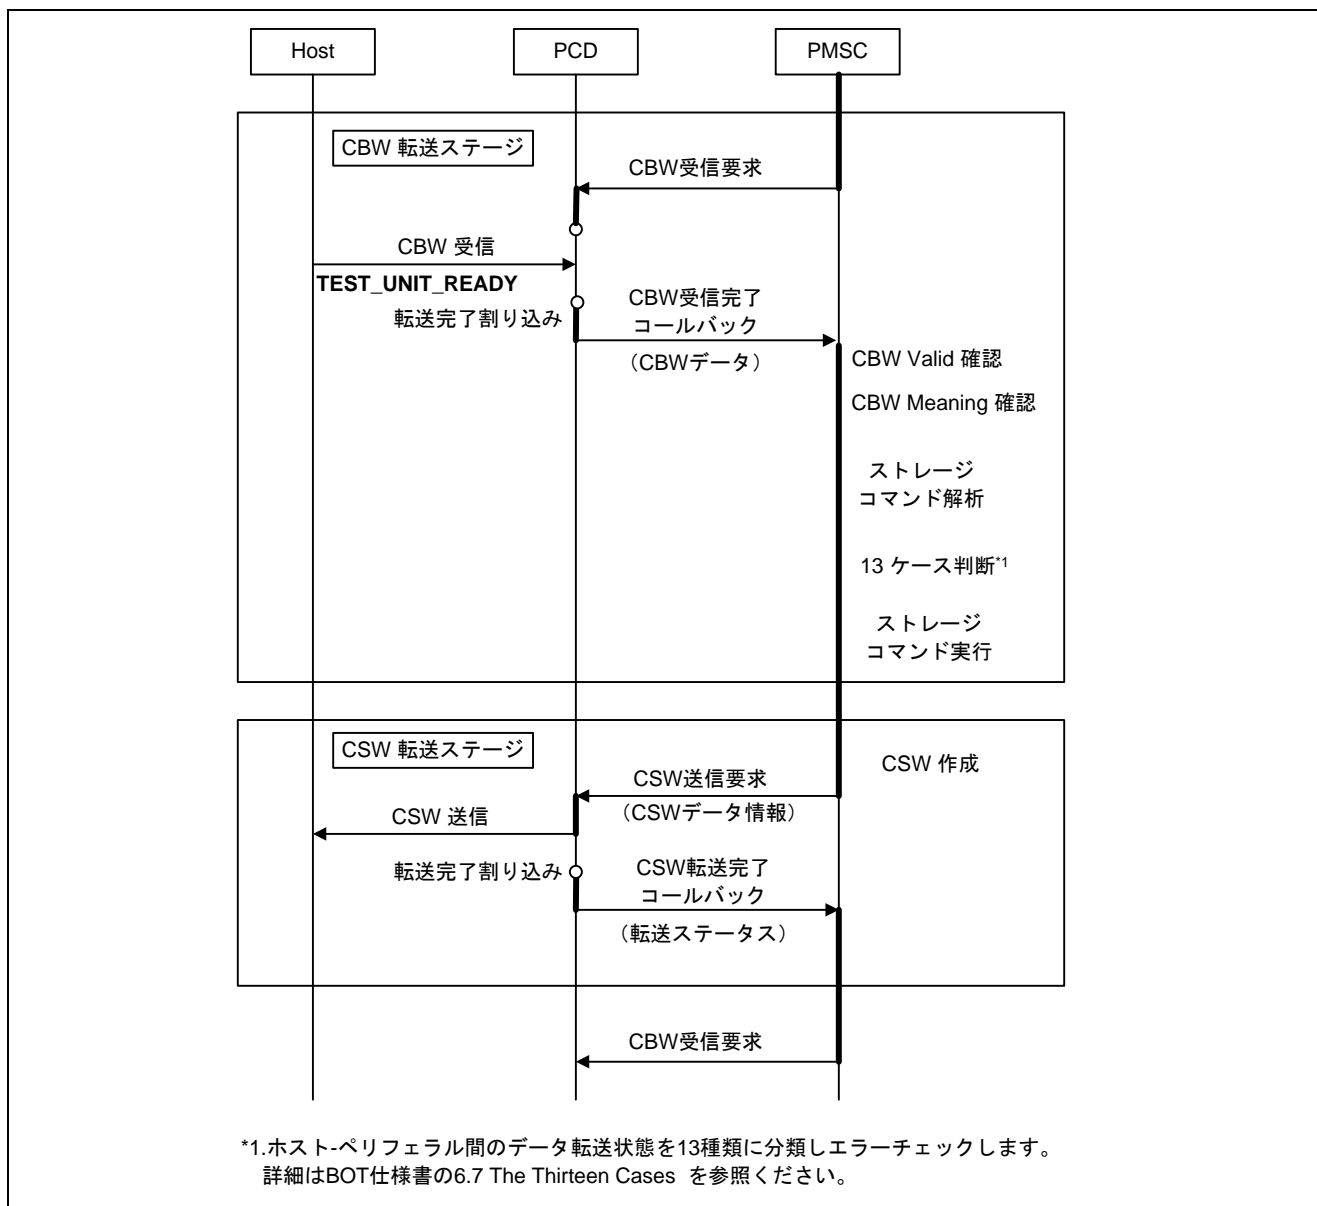 Host
PCD
PMSC
CBW 転送ステージ
CBW受信要求
CBW 受信
TEST_UNIT_READY
転送完了割り込み
CBW受信完了
コールバック
（CBWデータ）
CBW Valid 確認
CBW Meaning 確認
ストレージ
コマンド解析
13 ケース判断*1
ストレージ
コマンド実行
CSW 転送ステージ
CSW 作成
CSW送信要求
（CSWデータ情報）
CSW 送信
転送完了割り込み
CSW転送完了
コールバック
（転送ステータス）
CBW受信要求
*1.ホスト-ペリフェラル間のデータ転送状態を13種類に分類しエラーチェックします。
詳細はBOT仕様書の6.7 The Thirteen Cases を参照ください。